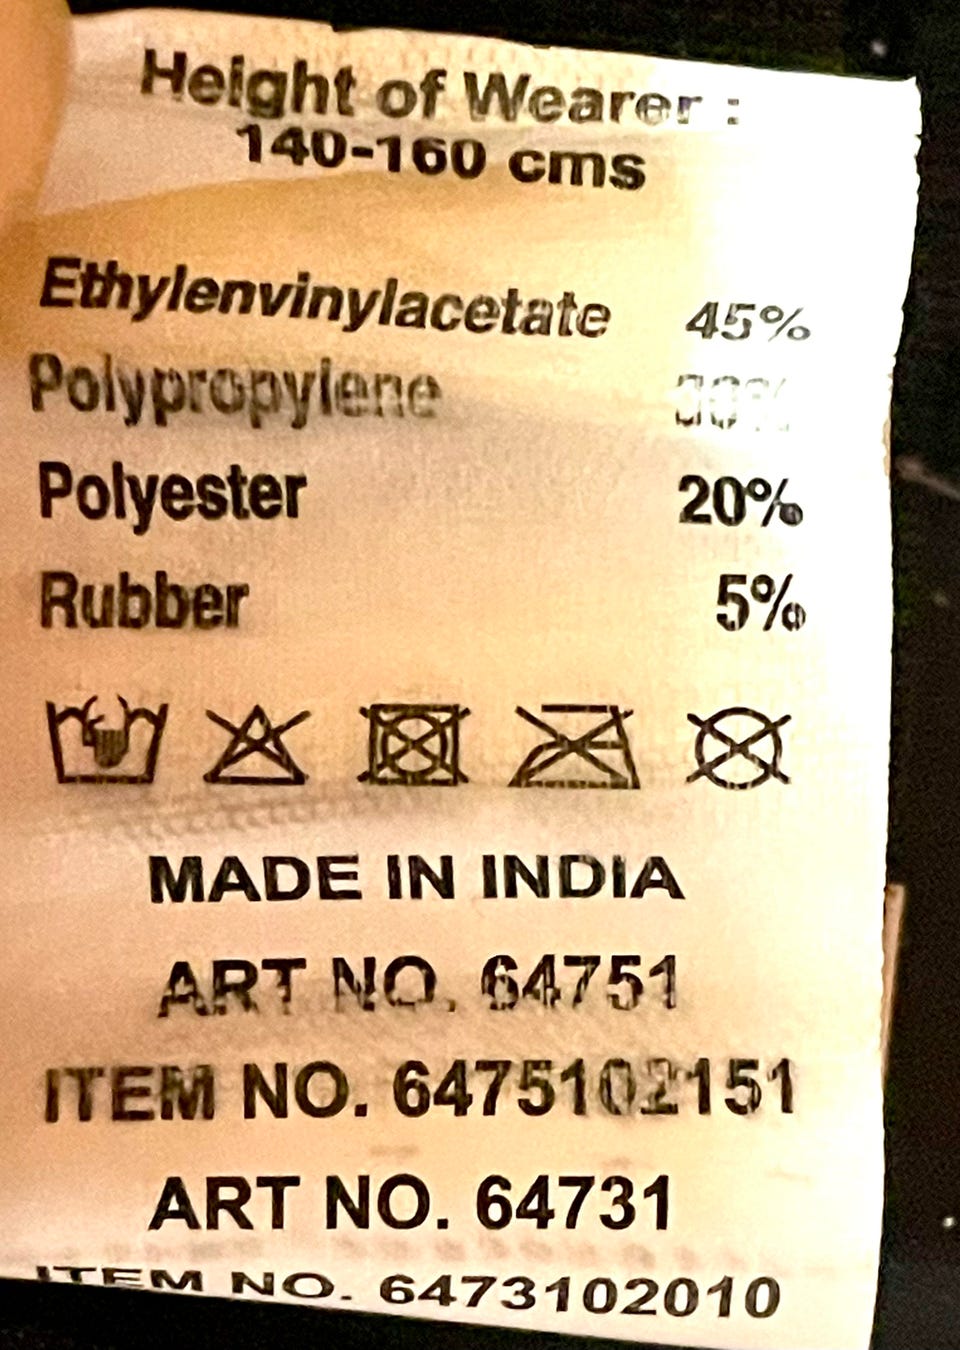 Height of Wearer :
140-160 cms
Ethylenvinylacetate 45%
Polypropylene 30%
Polyester 20%
Rubber 5%
MADE IN INDIA
ART NO. 64751
ITEM NO. 6475102151
ART NO. 64731
ITEM NO. 6473102010